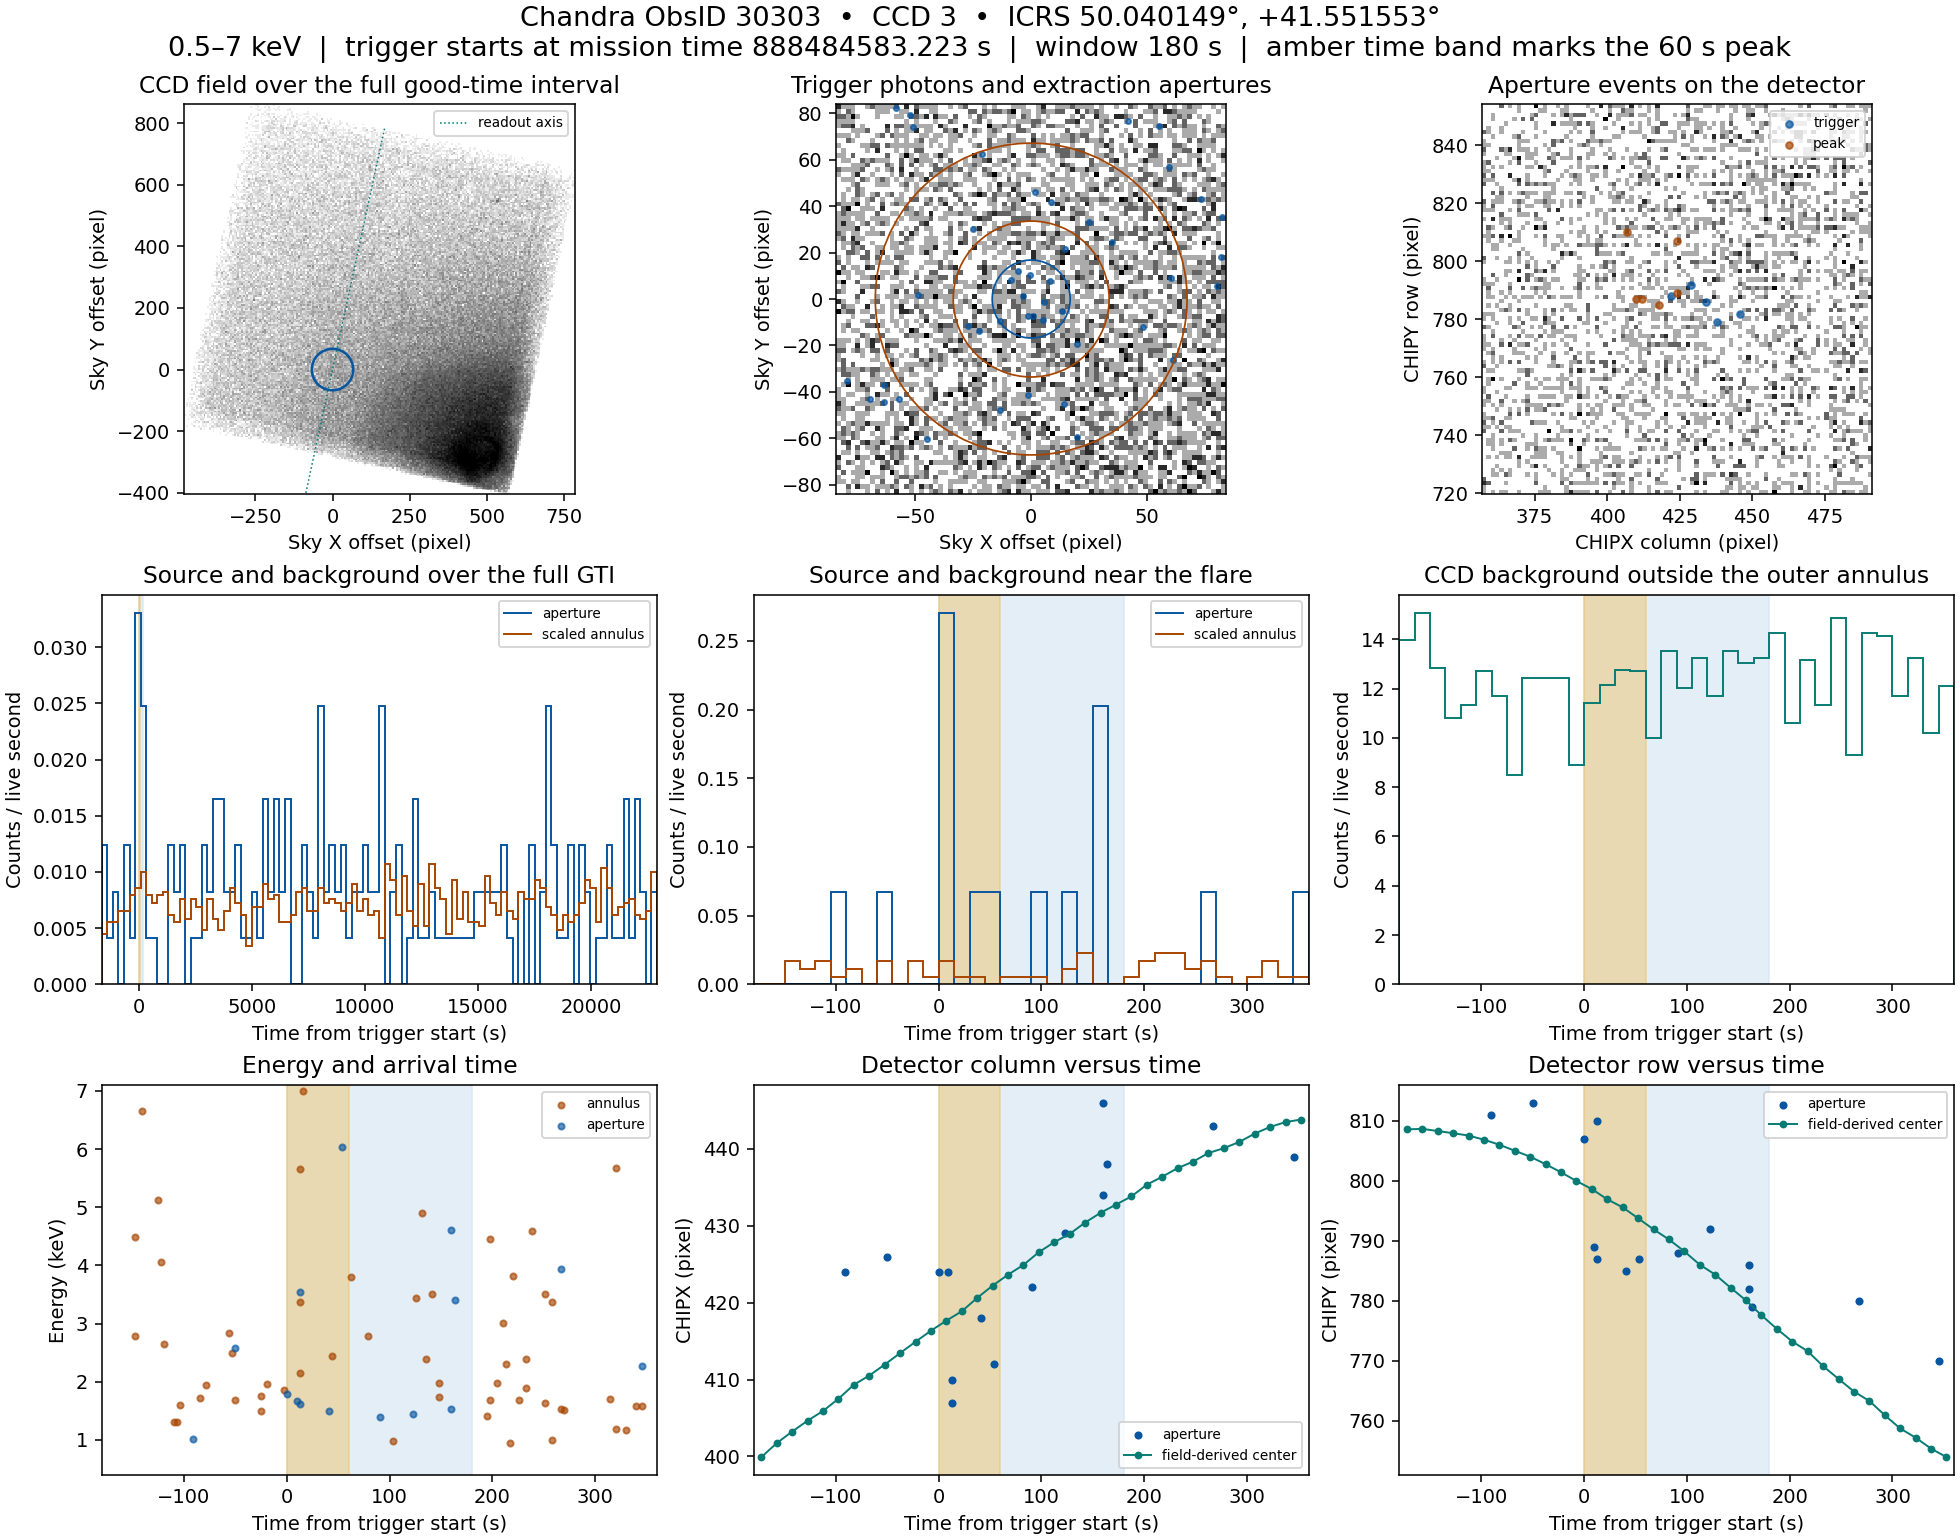 Chandra ObsID 30303 • CCD 3 • ICRS 50.040149°, +41.551553°
0.5–7 keV | trigger starts at mission time 888484583.223 s | window 180 s | amber time band marks the 60 s peak
CCD field over the full good-time interval
800
600
400
200
0
−200
−400
−250
0
250
500
750
Sky Y offset (pixel)
Sky X offset (pixel)
readout axis
Trigger photons and extraction apertures
80
60
40
20
0
−20
−40
−60
−80
−50
0
50
Sky Y offset (pixel)
Sky X offset (pixel)
Aperture events on the detector
840
820
800
780
760
740
720
375
400
425
450
475
CHIPY row (pixel)
CHIPX column (pixel)
trigger
peak
Source and background over the full GTI
0.030
0.025
0.020
0.015
0.010
0.005
0.000
0
5000
10000
15000
20000
Counts / live second
Time from trigger start (s)
aperture
scaled annulus
Source and background near the flare
0.25
0.20
0.15
0.10
0.05
0.00
−100
0
100
200
300
Counts / live second
Time from trigger start (s)
aperture
scaled annulus
CCD background outside the outer annulus
14
12
10
8
6
4
2
0
−100
0
100
200
300
Counts / live second
Time from trigger start (s)
Energy and arrival time
7
6
5
4
3
2
1
−100
0
100
200
300
Energy (keV)
Time from trigger start (s)
annulus
aperture
Detector column versus time
440
430
420
410
400
−100
0
100
200
300
CHIPX (pixel)
Time from trigger start (s)
aperture
field-derived center
Detector row versus time
810
800
790
780
770
760
−100
0
100
200
300
CHIPY (pixel)
Time from trigger start (s)
aperture
field-derived center